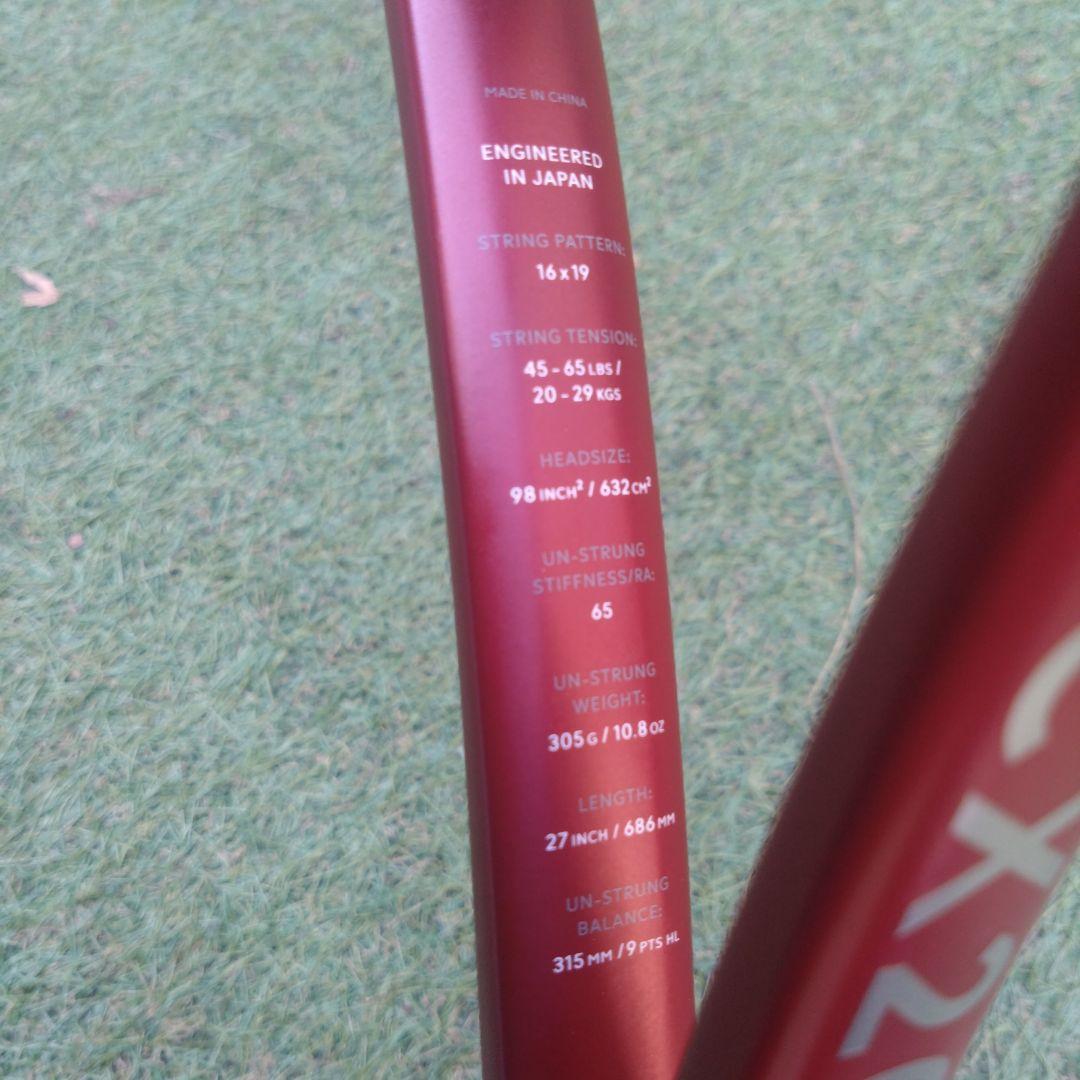 MADE IN CHINA
ENGINEERED
IN JAPAN
STRING PATTERN:
16x19
STRING TENSION:
45 - 65 LBS /
20 - 29 KGS
HEADSIZE:
98 INCH² / 632 CM²
UN-STRUNG
STIFFNESS/RA:
65
UN-STRUNG
WEIGHT:
305 G / 10.8 OZ
LENGTH:
27 INCH / 686 MM
UN-STRUNG
BALANCE:
315 MM / 9 PTS HL
CX2